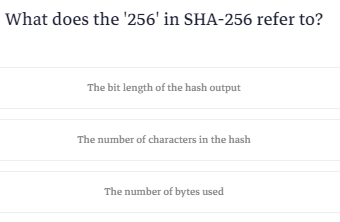 What does the '256' in SHA-256 refer to?
The bit length of the hash output
The number of characters in the hash
The number of bytes used